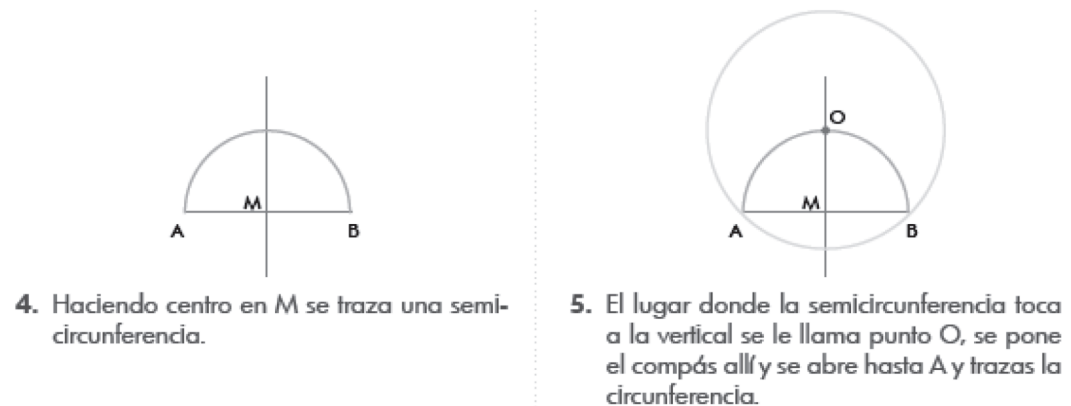 M
A B
4. Haciendo centro en M se traza una semi-
circunferencia.
O
M
A B
5. El lugar donde la semicircunferencia toca
a la vertical se le llama punto O, se pone
el compás allí y se abre hasta A y trazas la
circunferencia.